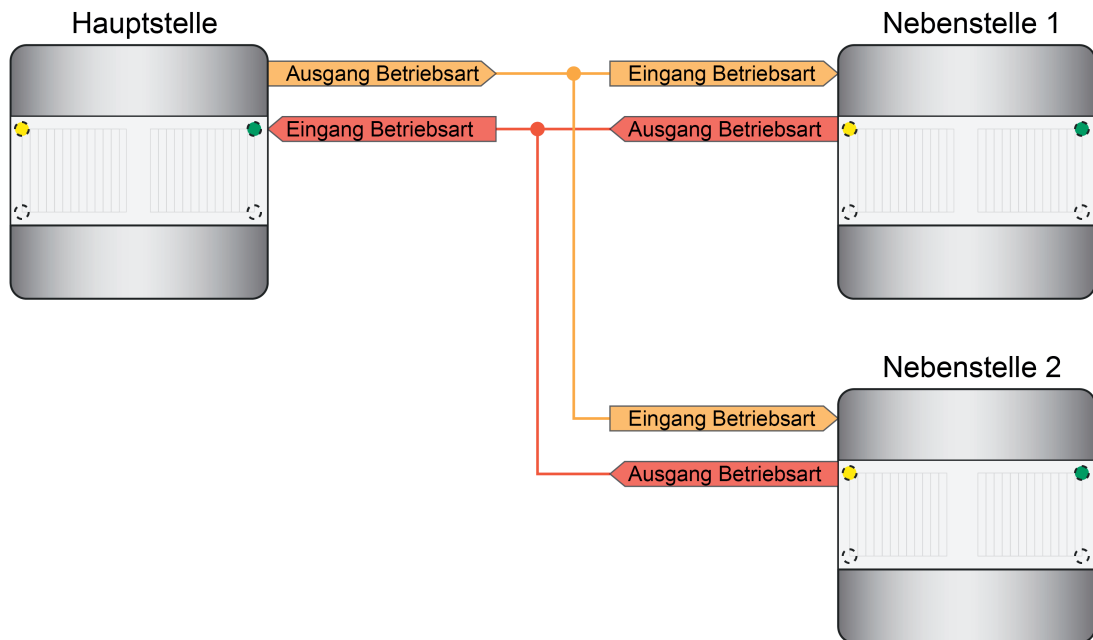 Hauptstelle
Nebenstelle 1
Ausgang Betriebsart
Eingang Betriebsart
Eingang Betriebsart
Ausgang Betriebsart
Nebenstelle 2
Eingang Betriebsart
Ausgang Betriebsart